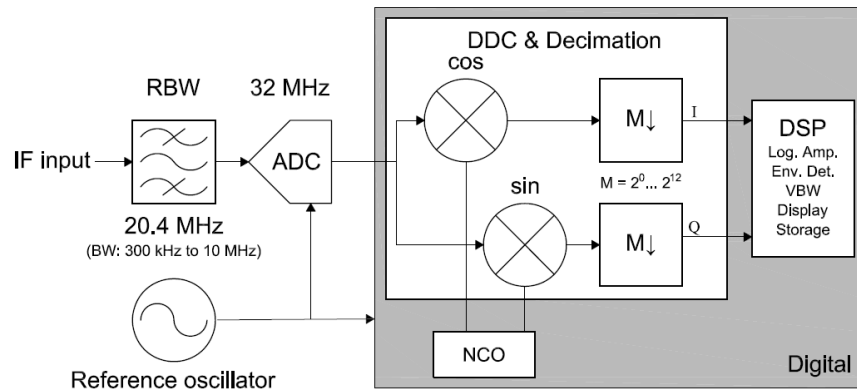 DDC & Decimation
cos
RBW
32 MHz
IF input
ADC
M↓
I
DSP
Log. Amp.
Env. Det.
VBW
Display
Storage
M = 2⁰... 2¹²
sin
20.4 MHz
(BW: 300 kHz to 10 MHz)
M↓
Q
NCO
Reference oscillator
Digital